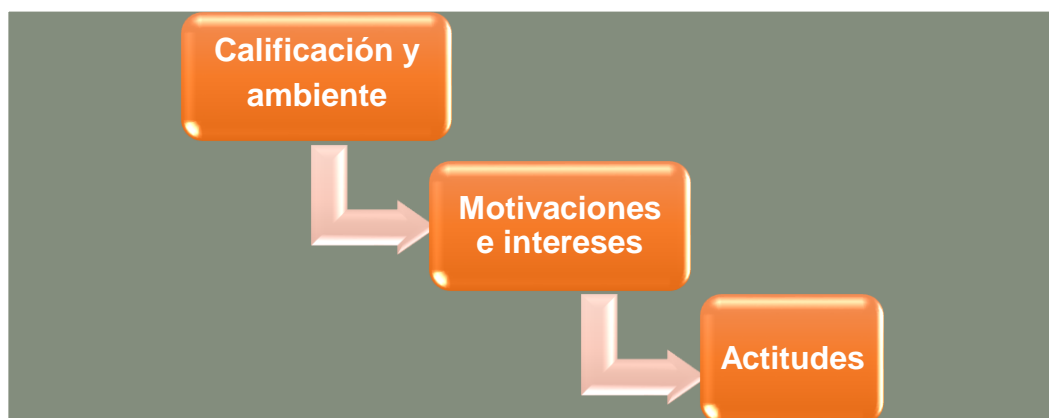 Calificación y
ambiente
Motivaciones
e intereses
Actitudes